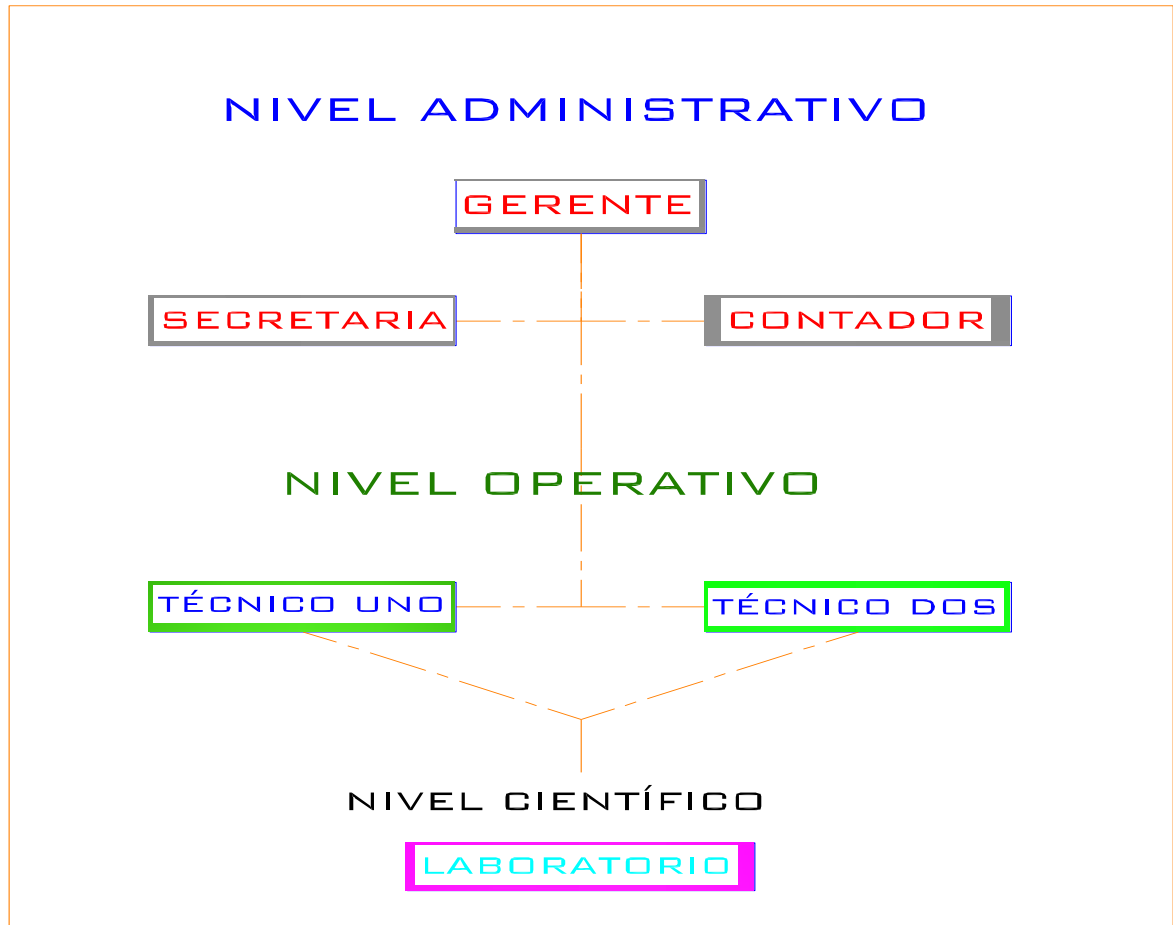 NIVEL ADMINISTRATIVO
GERENTE
SECRETARIA
CONTADOR
NIVEL OPERATIVO
TÉCNICO UNO
TÉCNICO DOS
NIVEL CIENTÍFICO
LABORATORIO